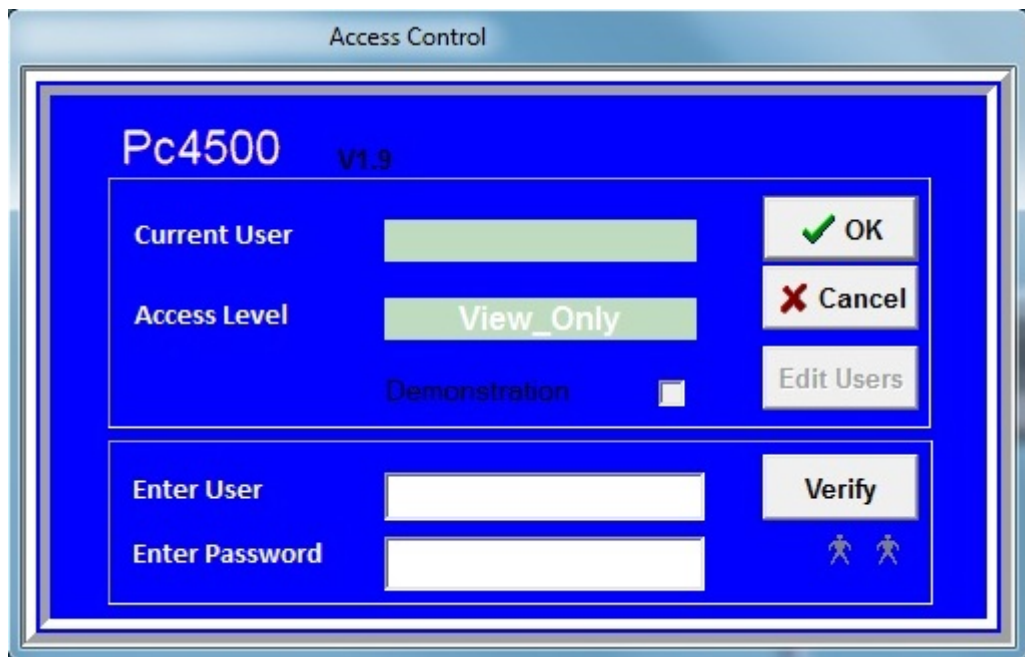 Access Control
Pc4500 V1.9
Current User
OK
Access Level
View_Only
Cancel
Demonstration
Edit Users
Enter User
Verify
Enter Password